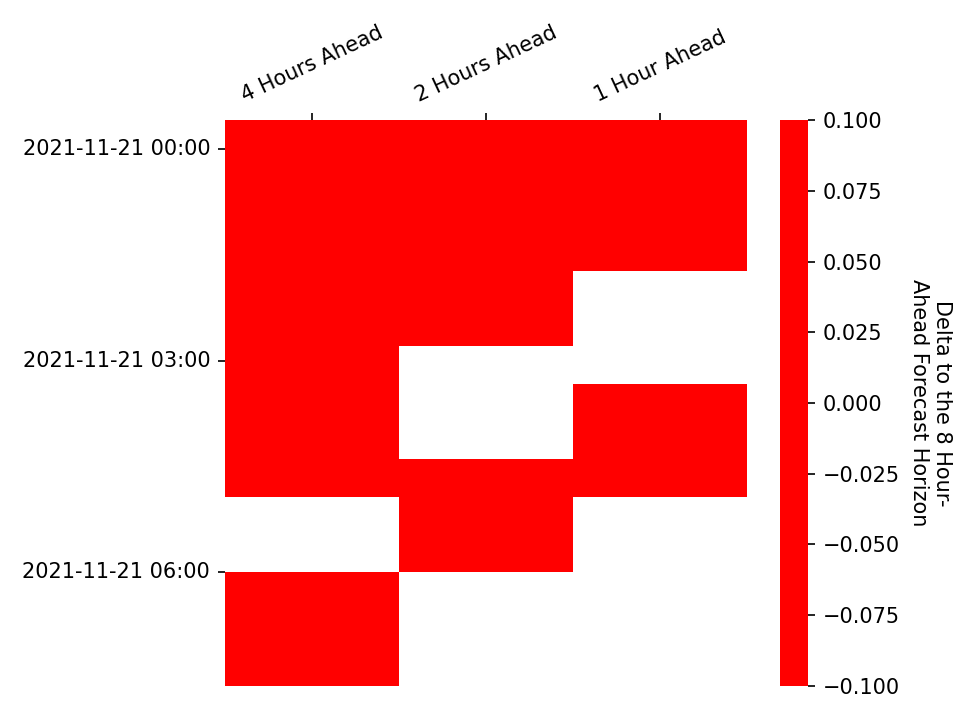 4 Hours Ahead
2 Hours Ahead
1 Hour Ahead
2021-11-21 00:00
2021-11-21 03:00
2021-11-21 06:00
0.100
0.075
0.050
0.025
0.000
−0.025
−0.050
−0.075
−0.100
Delta to the 8 Hour-
Ahead Forecast Horizon